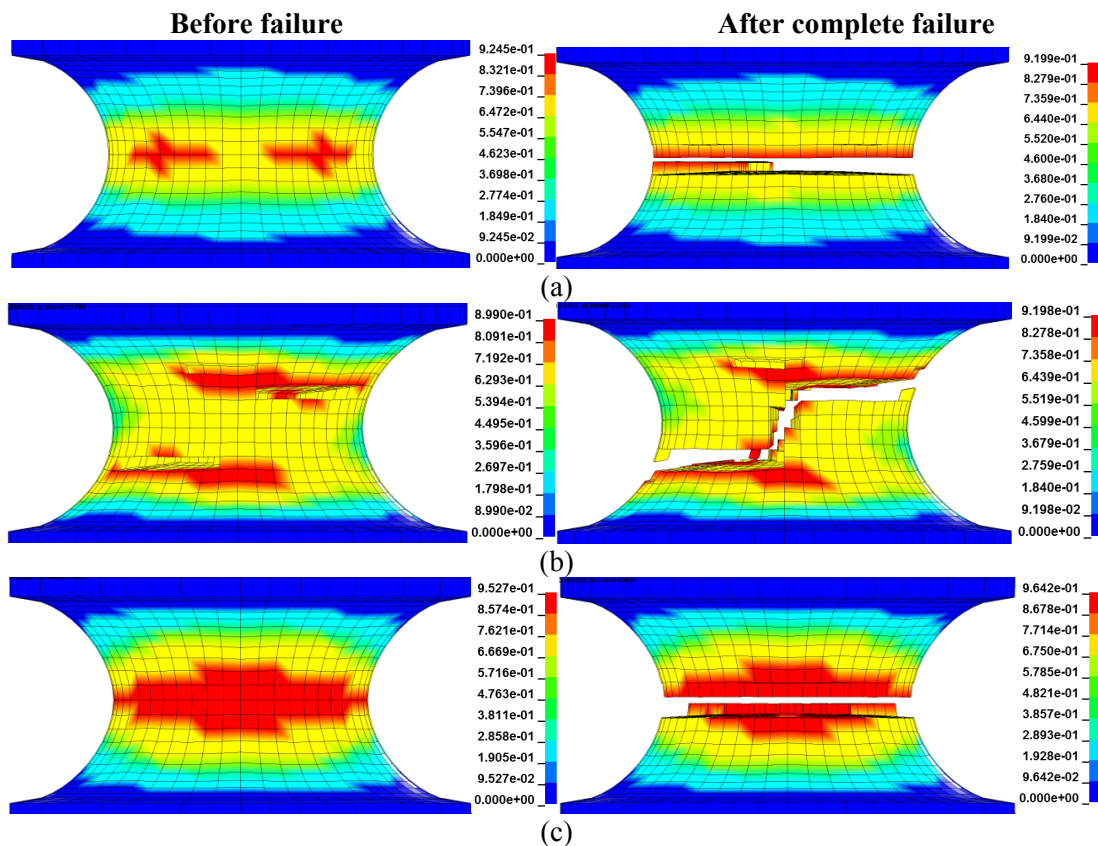 Before failure
After complete failure
9.245e-01
8.321e-01
7.396e-01
6.472e-01
5.547e-01
4.623e-01
3.698e-01
2.774e-01
1.849e-01
9.245e-02
0.000e+00
9.199e-01
8.279e-01
7.359e-01
6.440e-01
5.520e-01
4.600e-01
3.680e-01
2.760e-01
1.840e-01
9.199e-02
0.000e+00
(a)
8.990e-01
8.091e-01
7.192e-01
6.293e-01
5.394e-01
4.495e-01
3.596e-01
2.697e-01
1.798e-01
8.990e-02
0.000e+00
9.198e-01
8.278e-01
7.358e-01
6.439e-01
5.519e-01
4.599e-01
3.679e-01
2.759e-01
1.840e-01
9.198e-02
0.000e+00
(b)
9.527e-01
8.574e-01
7.621e-01
6.669e-01
5.716e-01
4.763e-01
3.811e-01
2.858e-01
1.905e-01
9.527e-02
0.000e+00
9.642e-01
8.678e-01
7.714e-01
6.750e-01
5.785e-01
4.821e-01
3.857e-01
2.893e-01
1.928e-01
9.642e-02
0.000e+00
(c)